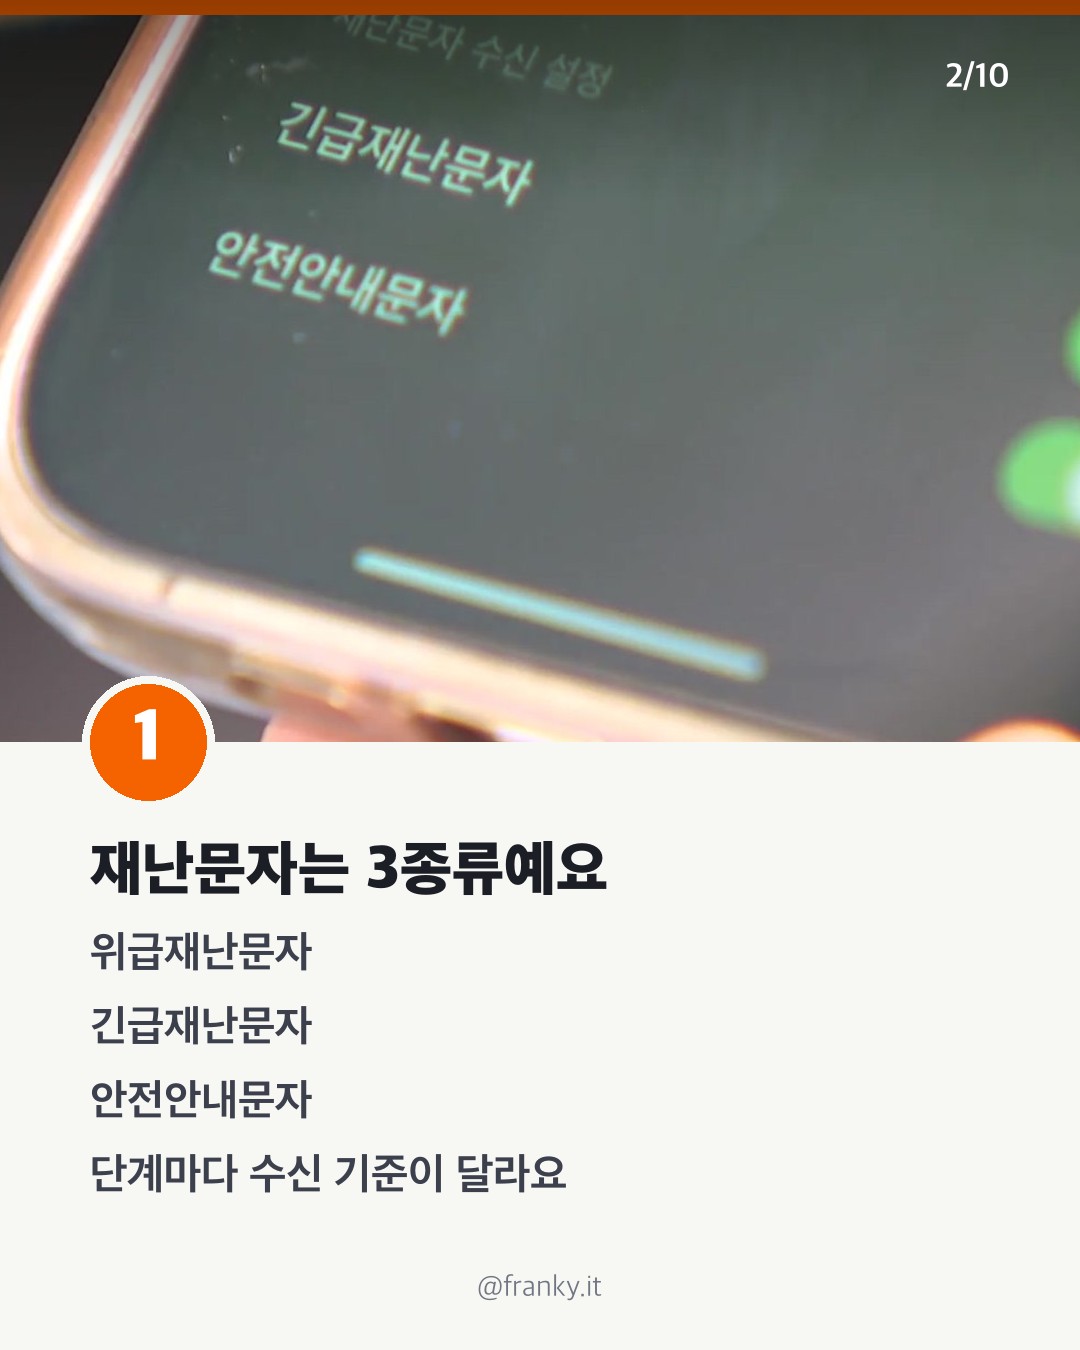 재난문자 수신 설정
2/10
긴급재난문자
안전안내문자
1
재난문자는 3종류예요
위급재난문자
긴급재난문자
안전안내문자
단계마다 수신 기준이 달라요
@franky.it